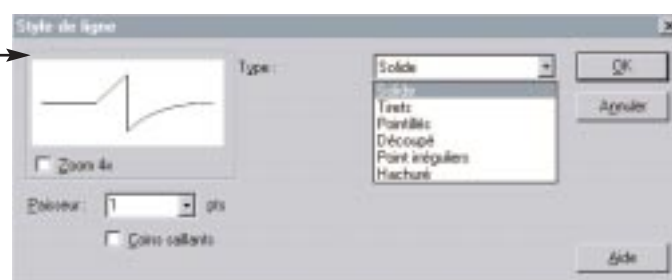 Style de ligne
Type :
Solide
OK
Solide
Tirets
Pointillés
Découpé
Point irréguliers
Hachuré
Annuler
Zoom 4x
Paisseur : 1 pts
Coins saillants
Aide